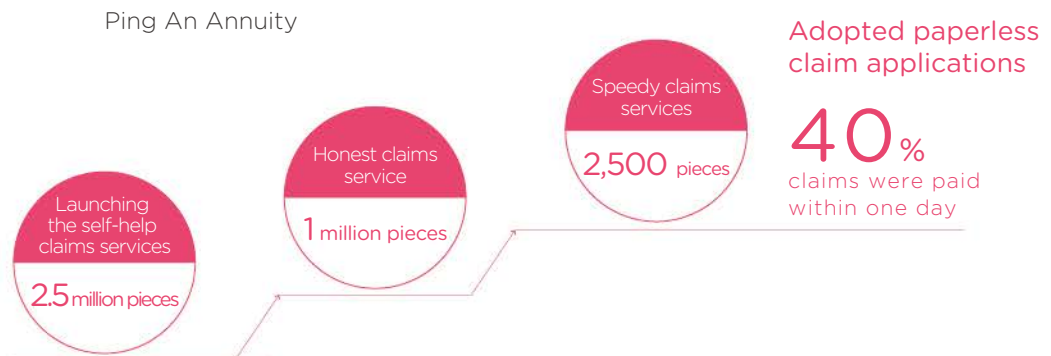 Ping An Annuity
Launching
the self-help
claims services
2.5 million pieces
Honest claims
service
1 million pieces
Speedy claims
services
2,500 pieces
Adopted paperless
claim applications
40 %
claims were paid
within one day